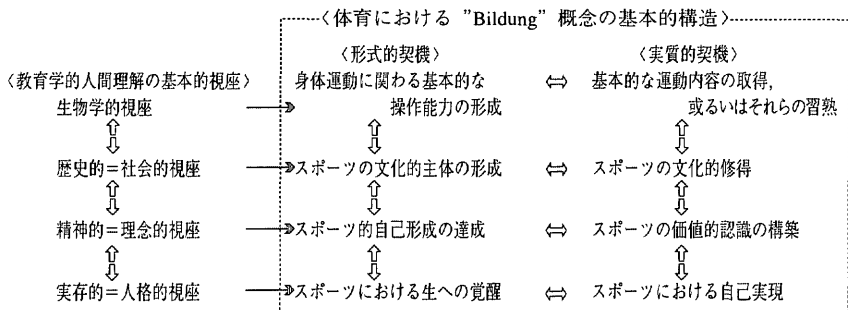 〈体育における ”Bildung” 概念の基本的構造〉
〈形式的契機〉 〈実質的契機〉
〈教育学的人間理解の基本的視座〉 身体運動に関わる基本的な ⇔ 基本的な運動内容の取得,
生物学的視座 操作能力の形成 或るいはそれらの習熟
歴史的=社会的視座 スポーツの文化的主体の形成 ⇔ スポーツの文化的修得
精神的=理念的視座 スポーツ的自己形成の達成 ⇔ スポーツの価値的認識の構築
実存的=人格的視座 スポーツにおける生への覚醒 ⇔ スポーツにおける自己実現